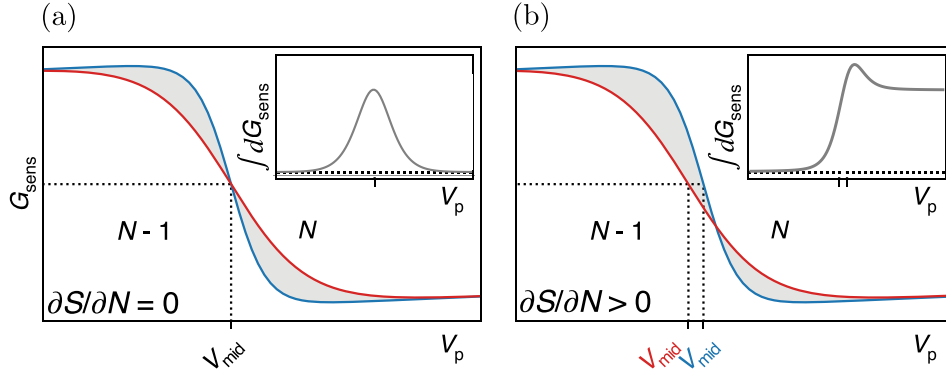 (a)
(b)
G_sens
∫dG_sens
V_p
N - 1
N
∂S/∂N = 0
V_mid
V_p
∫dG_sens
V_p
N - 1
N
∂S/∂N > 0
V_mid V_mid
V_p